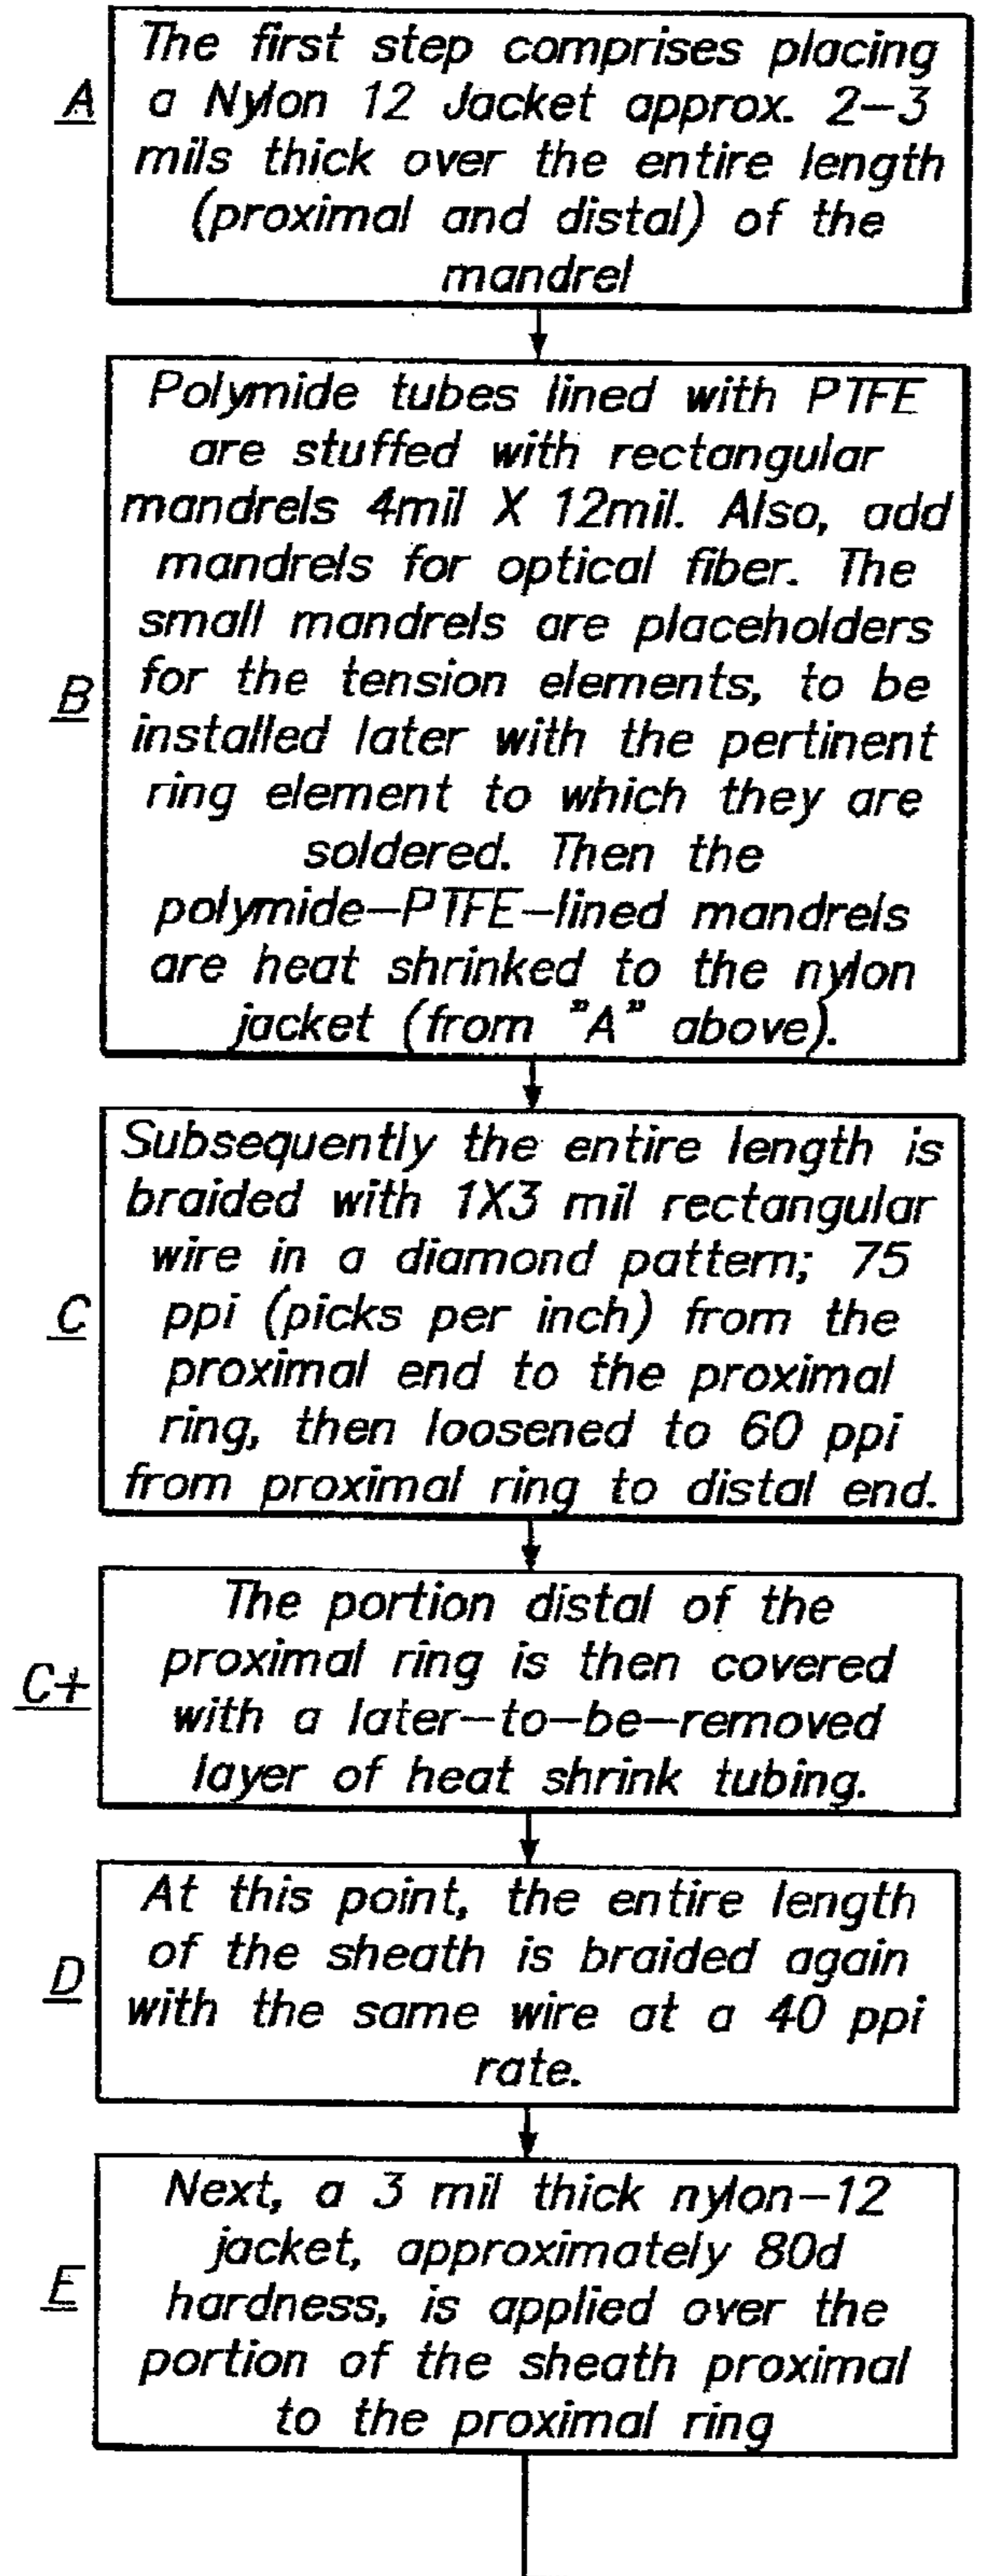 A
The first step comprises placing
a Nylon 12 Jacket approx. 2-3
mils thick over the entire length
(proximal and distal) of the
mandrel
B
Polymide tubes lined with PTFE
are stuffed with rectangular
mandrels 4mil X 12mil. Also, add
mandrels for optical fiber. The
small mandrels are placeholders
for the tension elements, to be
installed later with the pertinent
ring element to which they are
soldered. Then the
polymide-PTFE-lined mandrels
are heat shrinked to the nylon
jacket (from "A" above).
C
Subsequently the entire length is
braided with 1X3 mil rectangular
wire in a diamond pattern; 75
ppi (picks per inch) from the
proximal end to the proximal
ring, then loosened to 60 ppi
from proximal ring to distal end.
C+
The portion distal of the
proximal ring is then covered
with a later-to-be-removed
layer of heat shrink tubing.
D
At this point, the entire length
of the sheath is braided again
with the same wire at a 40 ppi
rate.
E
Next, a 3 mil thick nylon-12
jacket, approximately 80d
hardness, is applied over the
portion of the sheath proximal
to the proximal ring